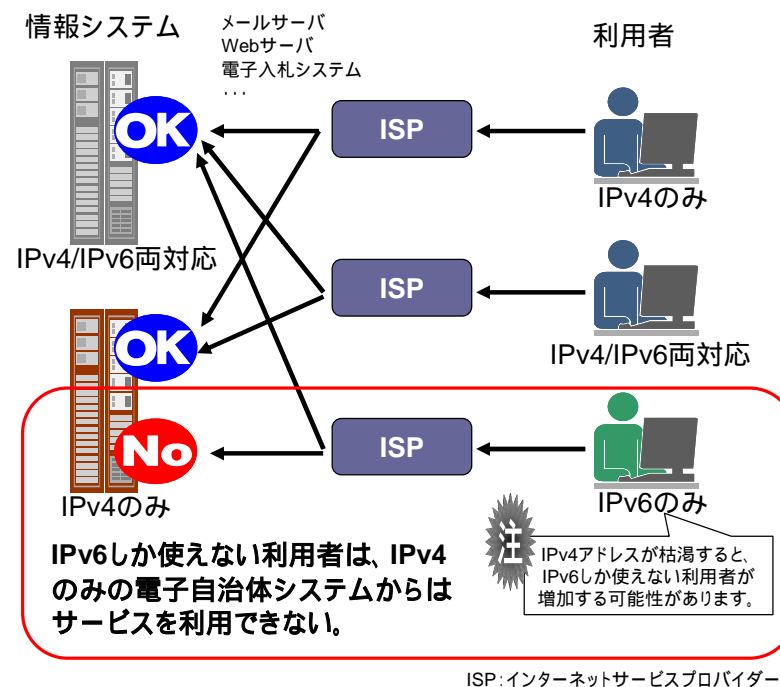 情報システム
メールサーバ
Webサーバ
電子入札システム
・・・
利用者
OK
ISP
IPv4のみ
IPv4/IPv6両対応
OK
ISP
IPv4/IPv6両対応
No
ISP
IPv4のみ
IPv6のみ
注
IPv4アドレスが枯渇すると、
IPv6しか使えない利用者が
増加する可能性があります。
IPv6しか使えない利用者は、IPv4
のみの電子自治体システムからは
サービスを利用できない。
ISP：インターネットサービスプロバイダー